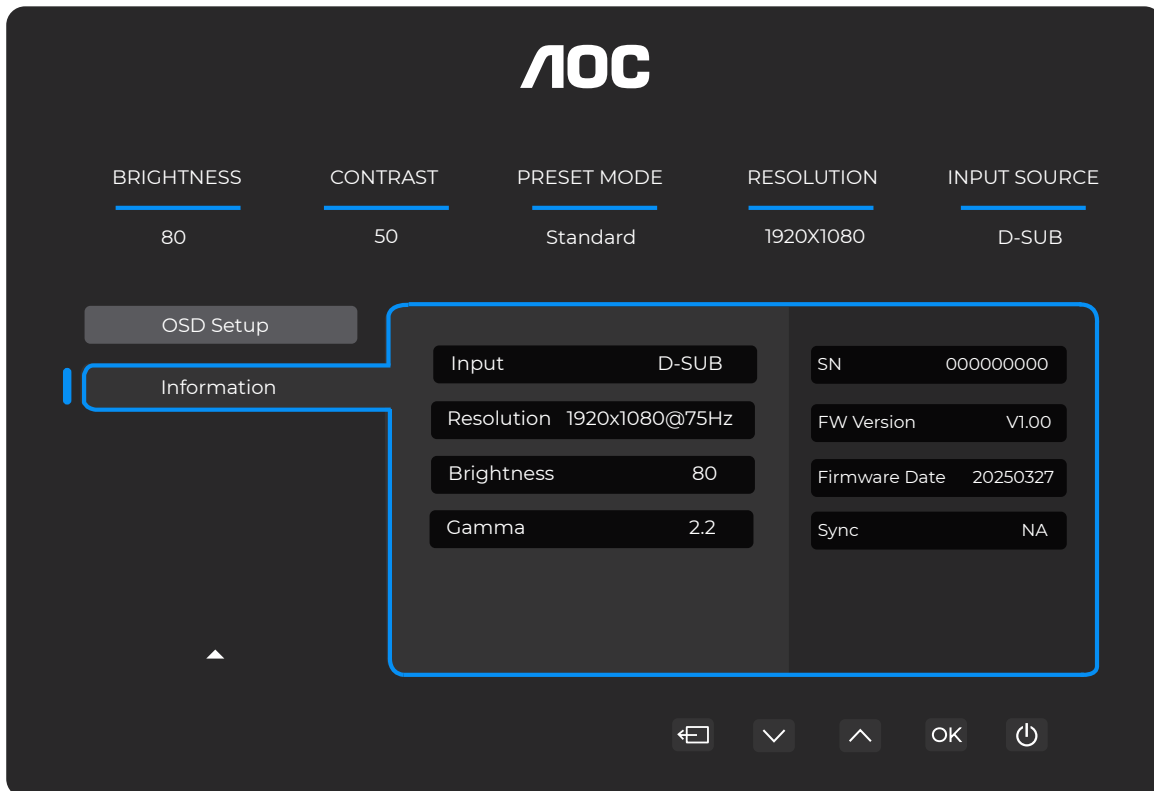 AOC
BRIGHTNESS CONTRAST PRESET MODE RESOLUTION INPUT SOURCE
80 50 Standard 1920X1080 D-SUB
OSD Setup
Information
Input D-SUB
Resolution 1920x1080@75Hz
Brightness 80
Gamma 2.2
SN 000000000
FW Version V1.00
Firmware Date 20250327
Sync NA
OK